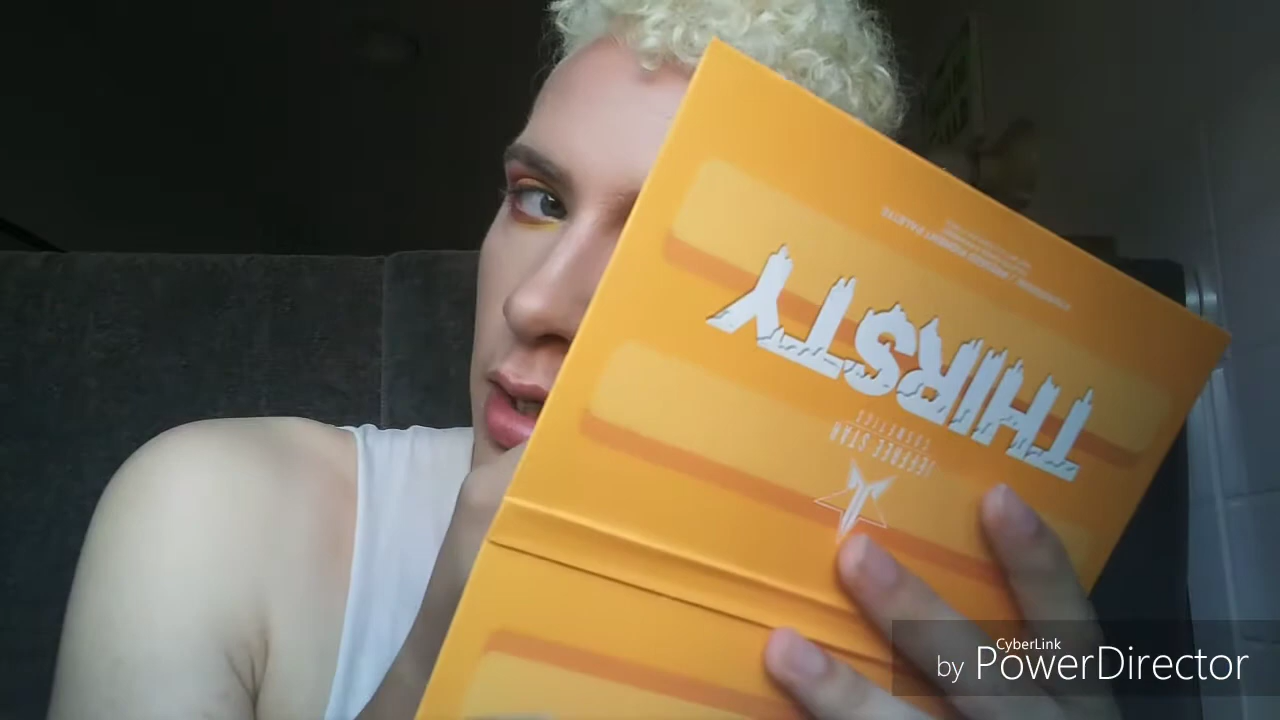 THIRSTY
JEFFREE STAR
COSMETICS
CyberLink
by PowerDirector